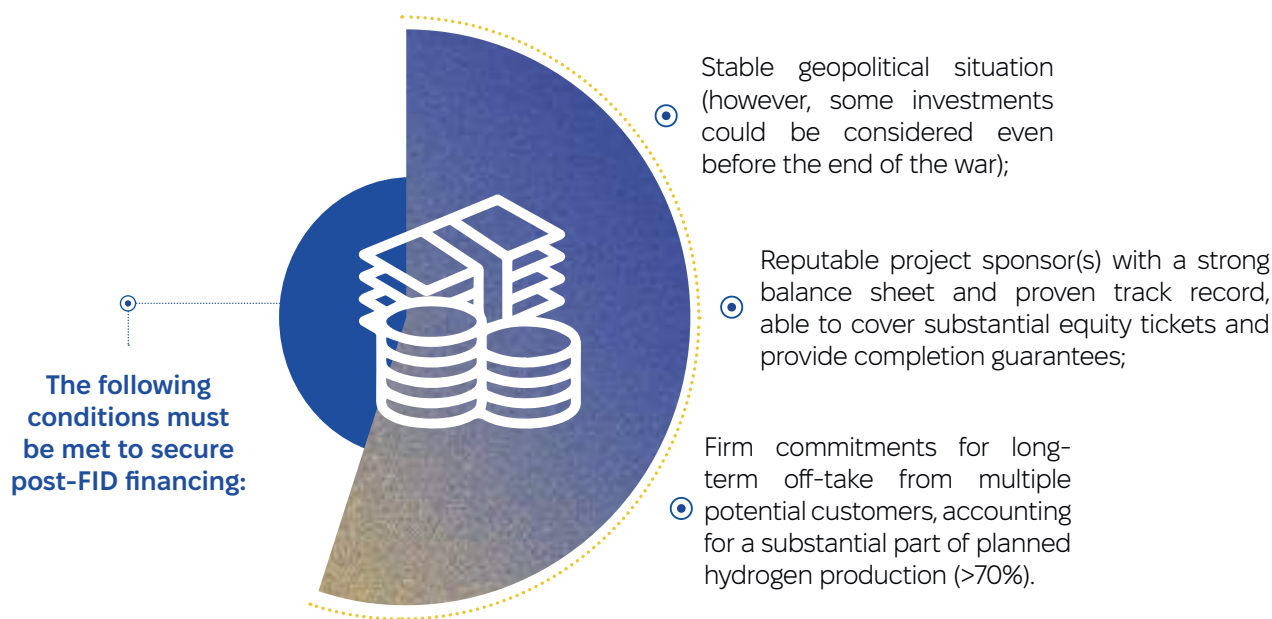 The following
conditions must
be met to secure
post-FID financing:
Stable geopolitical situation
(however, some investments
could be considered even
before the end of the war);
Reputable project sponsor(s) with a strong
balance sheet and proven track record,
able to cover substantial equity tickets and
provide completion guarantees;
Firm commitments for long-
term off-take from multiple
potential customers, accounting
for a substantial part of planned
hydrogen production (>70%).